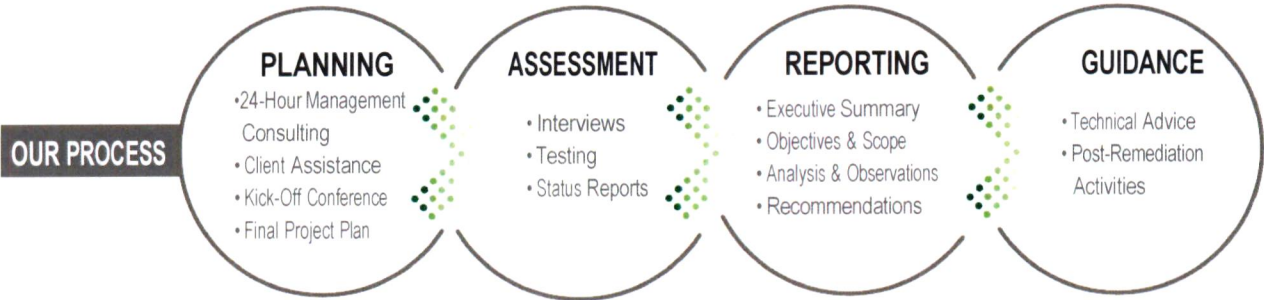 OUR PROCESS
PLANNING
•24-Hour Management
Consulting
• Client Assistance
• Kick-Off Conference
• Final Project Plan
ASSESSMENT
• Interviews
• Testing
• Status Reports
REPORTING
• Executive Summary
• Objectives & Scope
• Analysis & Observations
• Recommendations
GUIDANCE
• Technical Advice
• Post-Remediation
Activities